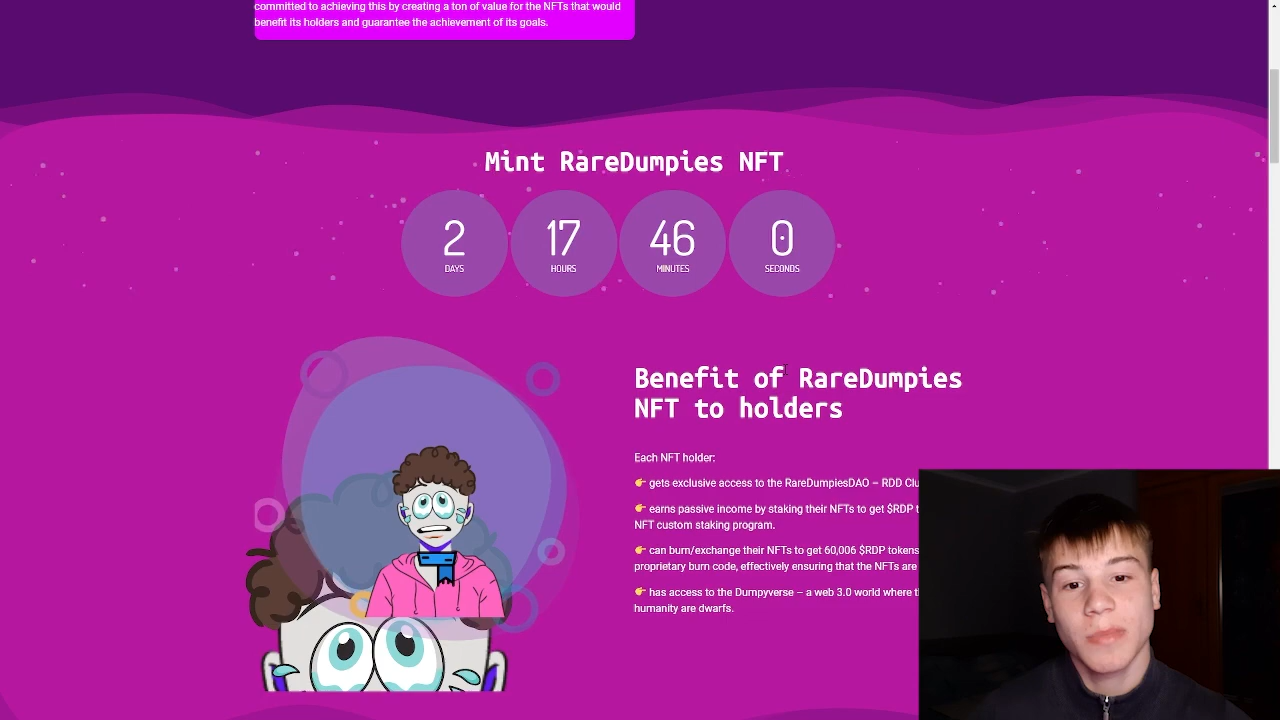 committed to achieving this by creating a ton of value for the NFTs that would
benefit its holders and guarantee the achievement of its goals.
Mint RareDumpies NFT
2 17 46 0
DAYS HOURS MINUTES SECONDS
Benefit of RareDumpies
NFT to holders
Each NFT holder:
👉 gets exclusive access to the RareDumpiesDAO – RDD Clu
👉 earns passive income by staking their NFTs to get $RDP t
NFT custom staking program.
👉 can burn/exchange their NFTs to get 60,006 $RDP tokens
proprietary burn code, effectively ensuring that the NFTs are
👉 has access to the Dumpyverse – a web 3.0 world where t
humanity are dwarfs.